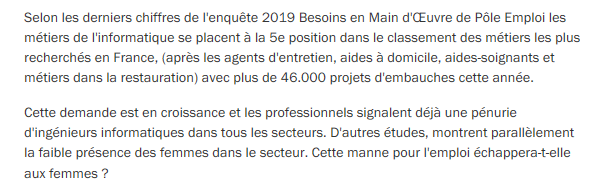 Selon les derniers chiffres de l'enquête 2019 Besoins en Main d'Œuvre de Pôle Emploi les
métiers de l'informatique se placent à la 5e position dans le classement des métiers les plus
recherchés en France, (après les agents d'entretien, aides à domicile, aides-soignants et
métiers dans la restauration) avec plus de 46.000 projets d'embauches cette année.
Cette demande est en croissance et les professionnels signalent déjà une pénurie
d'ingénieurs informatiques dans tous les secteurs. D'autres études, montrent parallèlement
la faible présence des femmes dans le secteur. Cette manne pour l'emploi échappera-t-elle
aux femmes ?